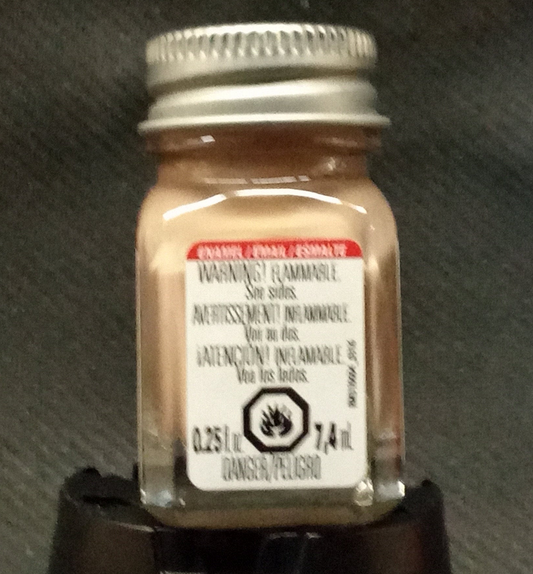 ENAMEL / EMAIL / ESMALTE
WARNING! FLAMMABLE.
See sides.
AVERTISSEMENT! INFLAMMABLE.
Voir au dos.
¡ATENCIÓN! INFLAMABLE.
Vea los lados.
0.25 fl oz 7,4 mL
DANGER/PELIGRO